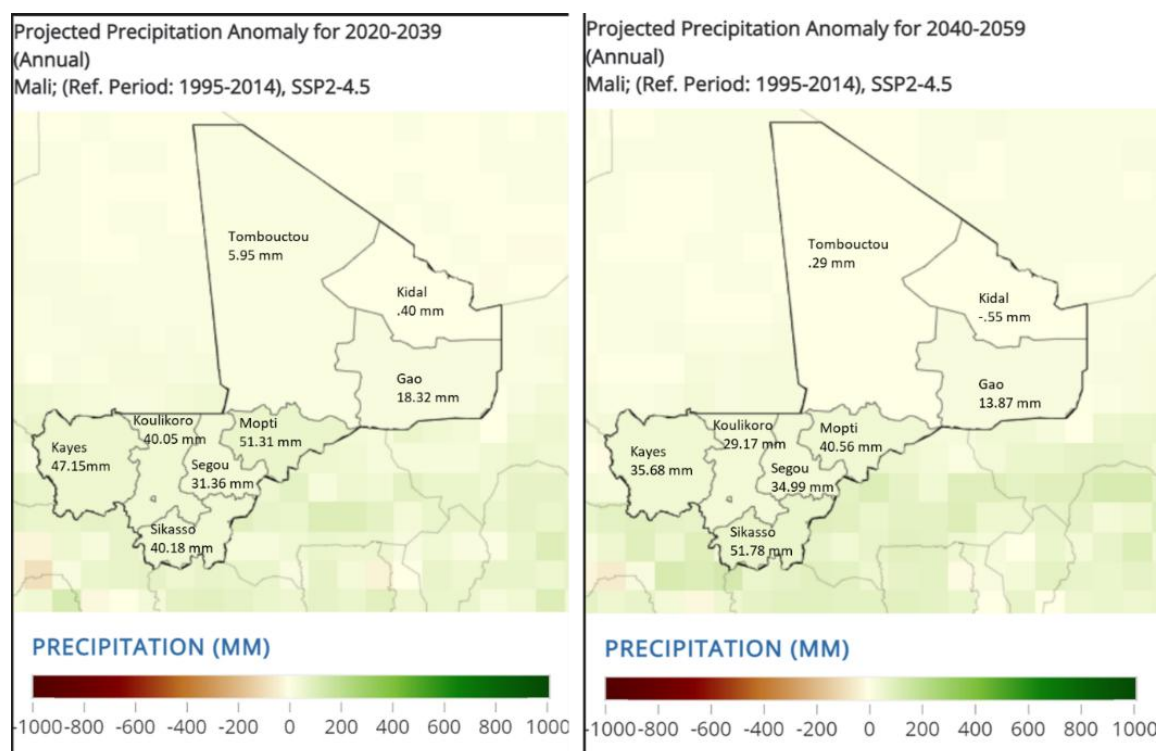 Projected Precipitation Anomaly for 2020-2039
(Annual)
Mali; (Ref. Period: 1995-2014), SSP2-4.5
Tombouctou
5.95 mm
Kidal
.40 mm
Gao
18.32 mm
Koulikoro
40.05 mm
Mopti
51.31 mm
Kayes
47.15mm
Segou
31.36 mm
Sikasso
40.18 mm
PRECIPITATION (MM)
-1000 -800 -600 -400 -200 0 200 400 600 800 1000
Projected Precipitation Anomaly for 2040-2059
(Annual)
Mali; (Ref. Period: 1995-2014), SSP2-4.5
Tombouctou
.29 mm
Kidal
-.55 mm
Gao
13.87 mm
Koulikoro
29.17 mm
Mopti
40.56 mm
Kayes
35.68 mm
Segou
34.99 mm
Sikasso
51.78 mm
PRECIPITATION (MM)
-1000 -800 -600 -400 -200 0 200 400 600 800 1000